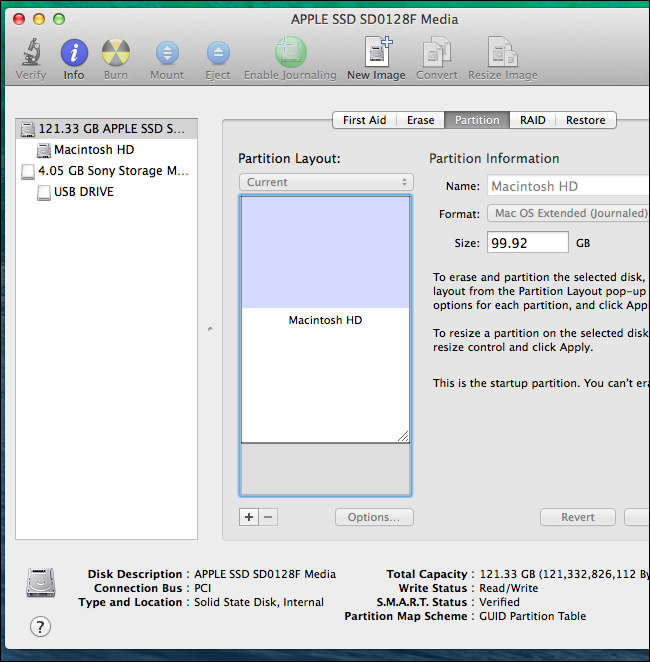 APPLE SSD SD0128F Media
Verify Info Burn Mount Eject Enable Journaling New Image Convert Resize Image
121.33 GB APPLE SSD S...
Macintosh HD
4.05 GB Sony Storage M...
USB DRIVE
First Aid Erase Partition RAID Restore
Partition Layout:
Current
Macintosh HD
+ −
Options...
Partition Information
Name: Macintosh HD
Format: Mac OS Extended (Journaled)
Size: 99.92 GB
To erase and partition the selected disk,
layout from the Partition Layout pop-up
options for each partition, and click Appl
To resize a partition on the selected disk
resize control and click Apply.
This is the startup partition. You can't era
Revert
Disk Description : APPLE SSD SD0128F Media
Connection Bus : PCI
Type and Location : Solid State Disk, Internal
Total Capacity : 121.33 GB (121,332,826,112 By
Write Status : Read/Write
S.M.A.R.T. Status : Verified
Partition Map Scheme : GUID Partition Table
?